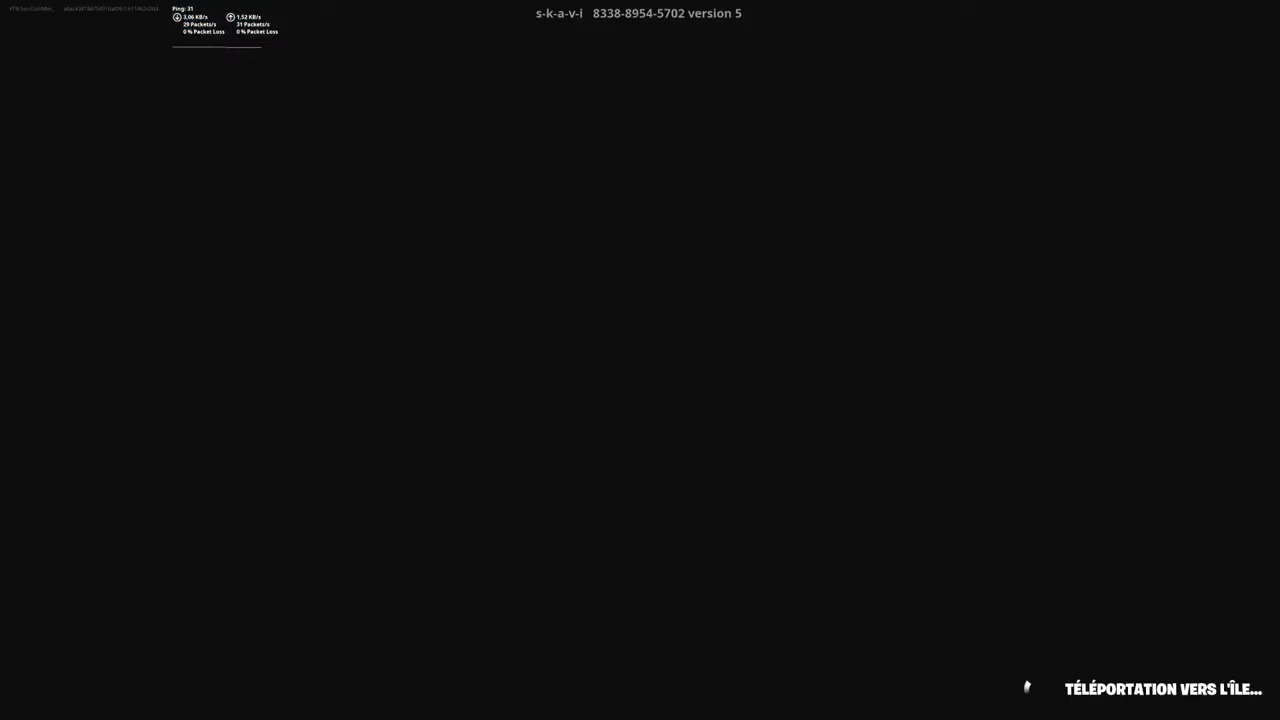 Ping: 31
3,06 KB/s 1,52 KB/s
29 Packets/s 31 Packets/s
0 % Packet Loss 0 % Packet Loss
s-k-a-v-i 8338-8954-5702 version 5
TÉLÉPORTATION VERS L'ÎLE...